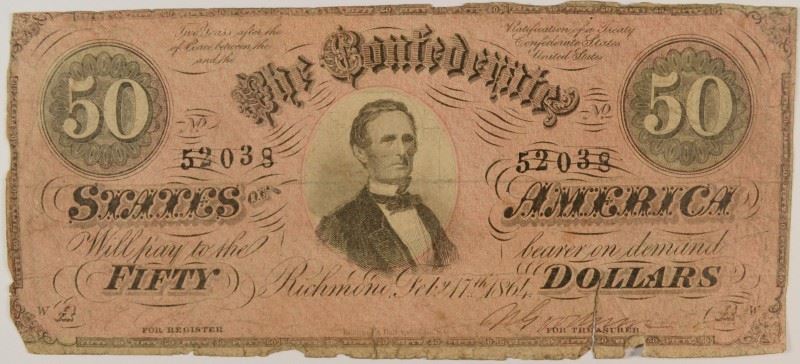 Two Years after the Ratification of a Treaty
of Peace between the Confederate States
and the United States
The Confederate
50 50
No No
52038 52038
STATES OF AMERICA
Will pay to the bearer on demand
FIFTY Richmond Feby. 17th 1864 DOLLARS
W W
FOR REGISTER FOR TREASURER